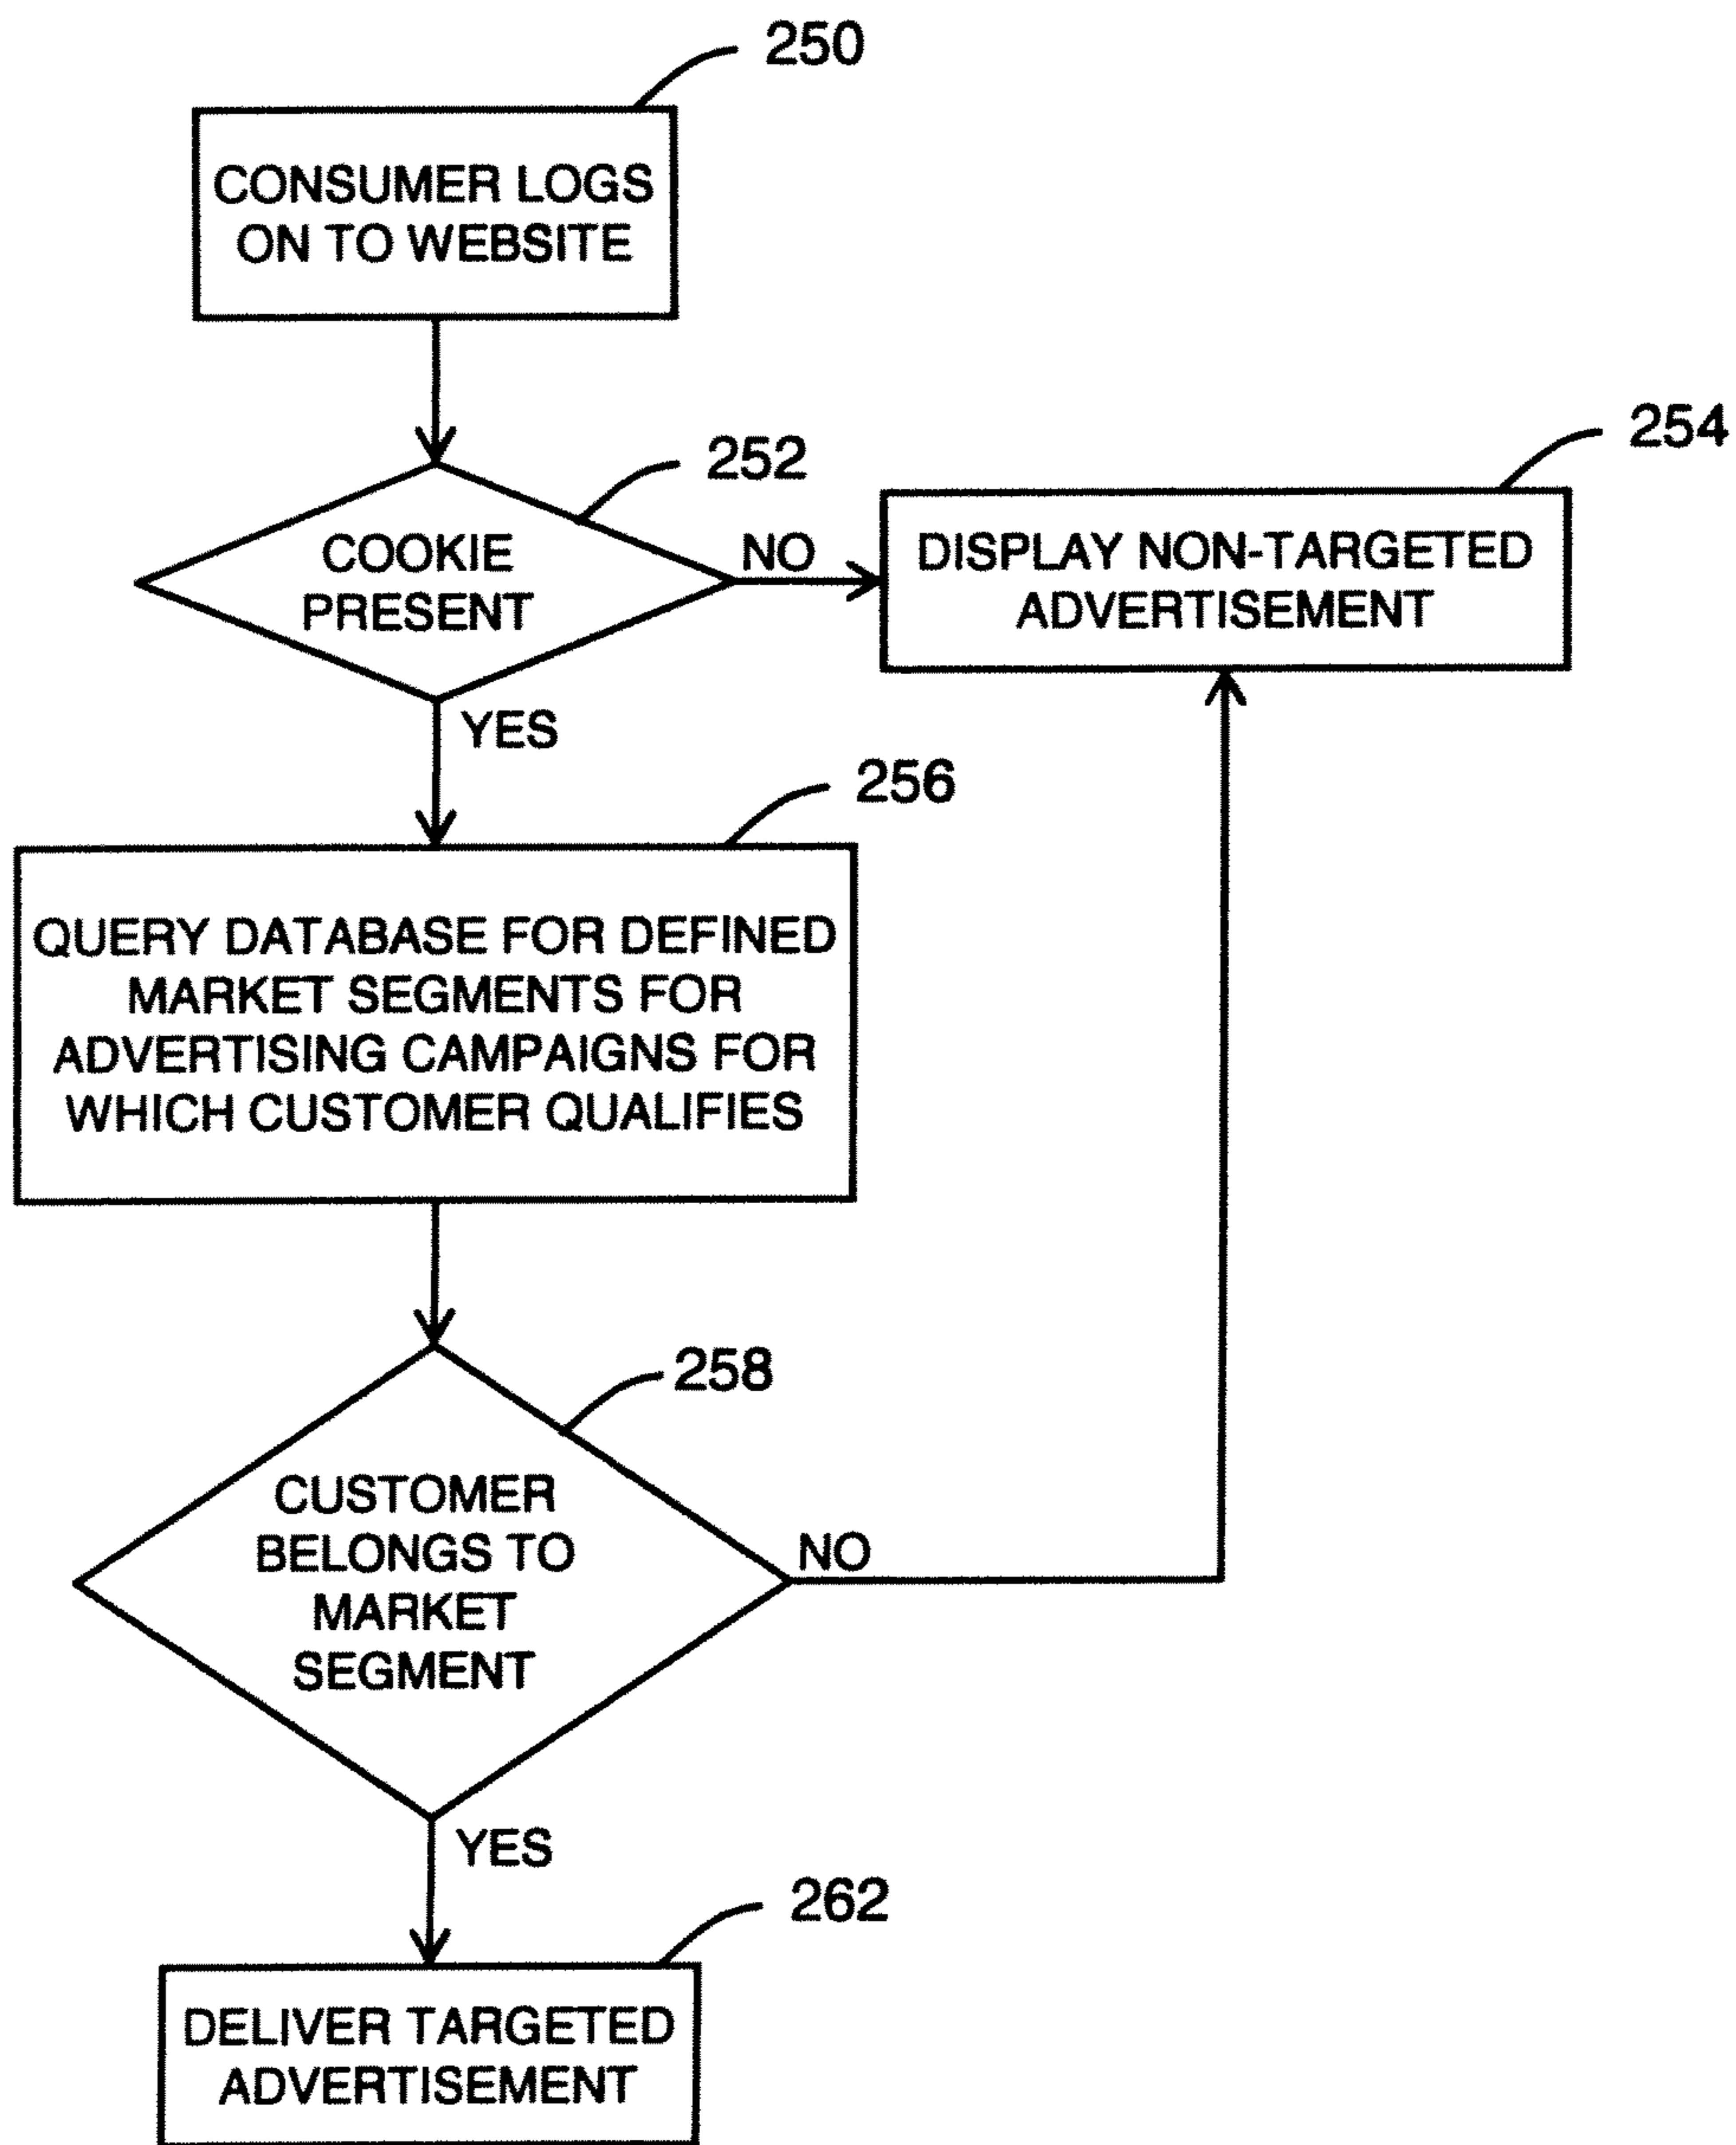 250
CONSUMER LOGS
ON TO WEBSITE
252
254
COOKIE
PRESENT
NO
DISPLAY NON-TARGETED
ADVERTISEMENT
YES
256
QUERY DATABASE FOR DEFINED
MARKET SEGMENTS FOR
ADVERTISING CAMPAIGNS FOR
WHICH CUSTOMER QUALIFIES
258
CUSTOMER
BELONGS TO
MARKET
SEGMENT
NO
YES
262
DELIVER TARGETED
ADVERTISEMENT